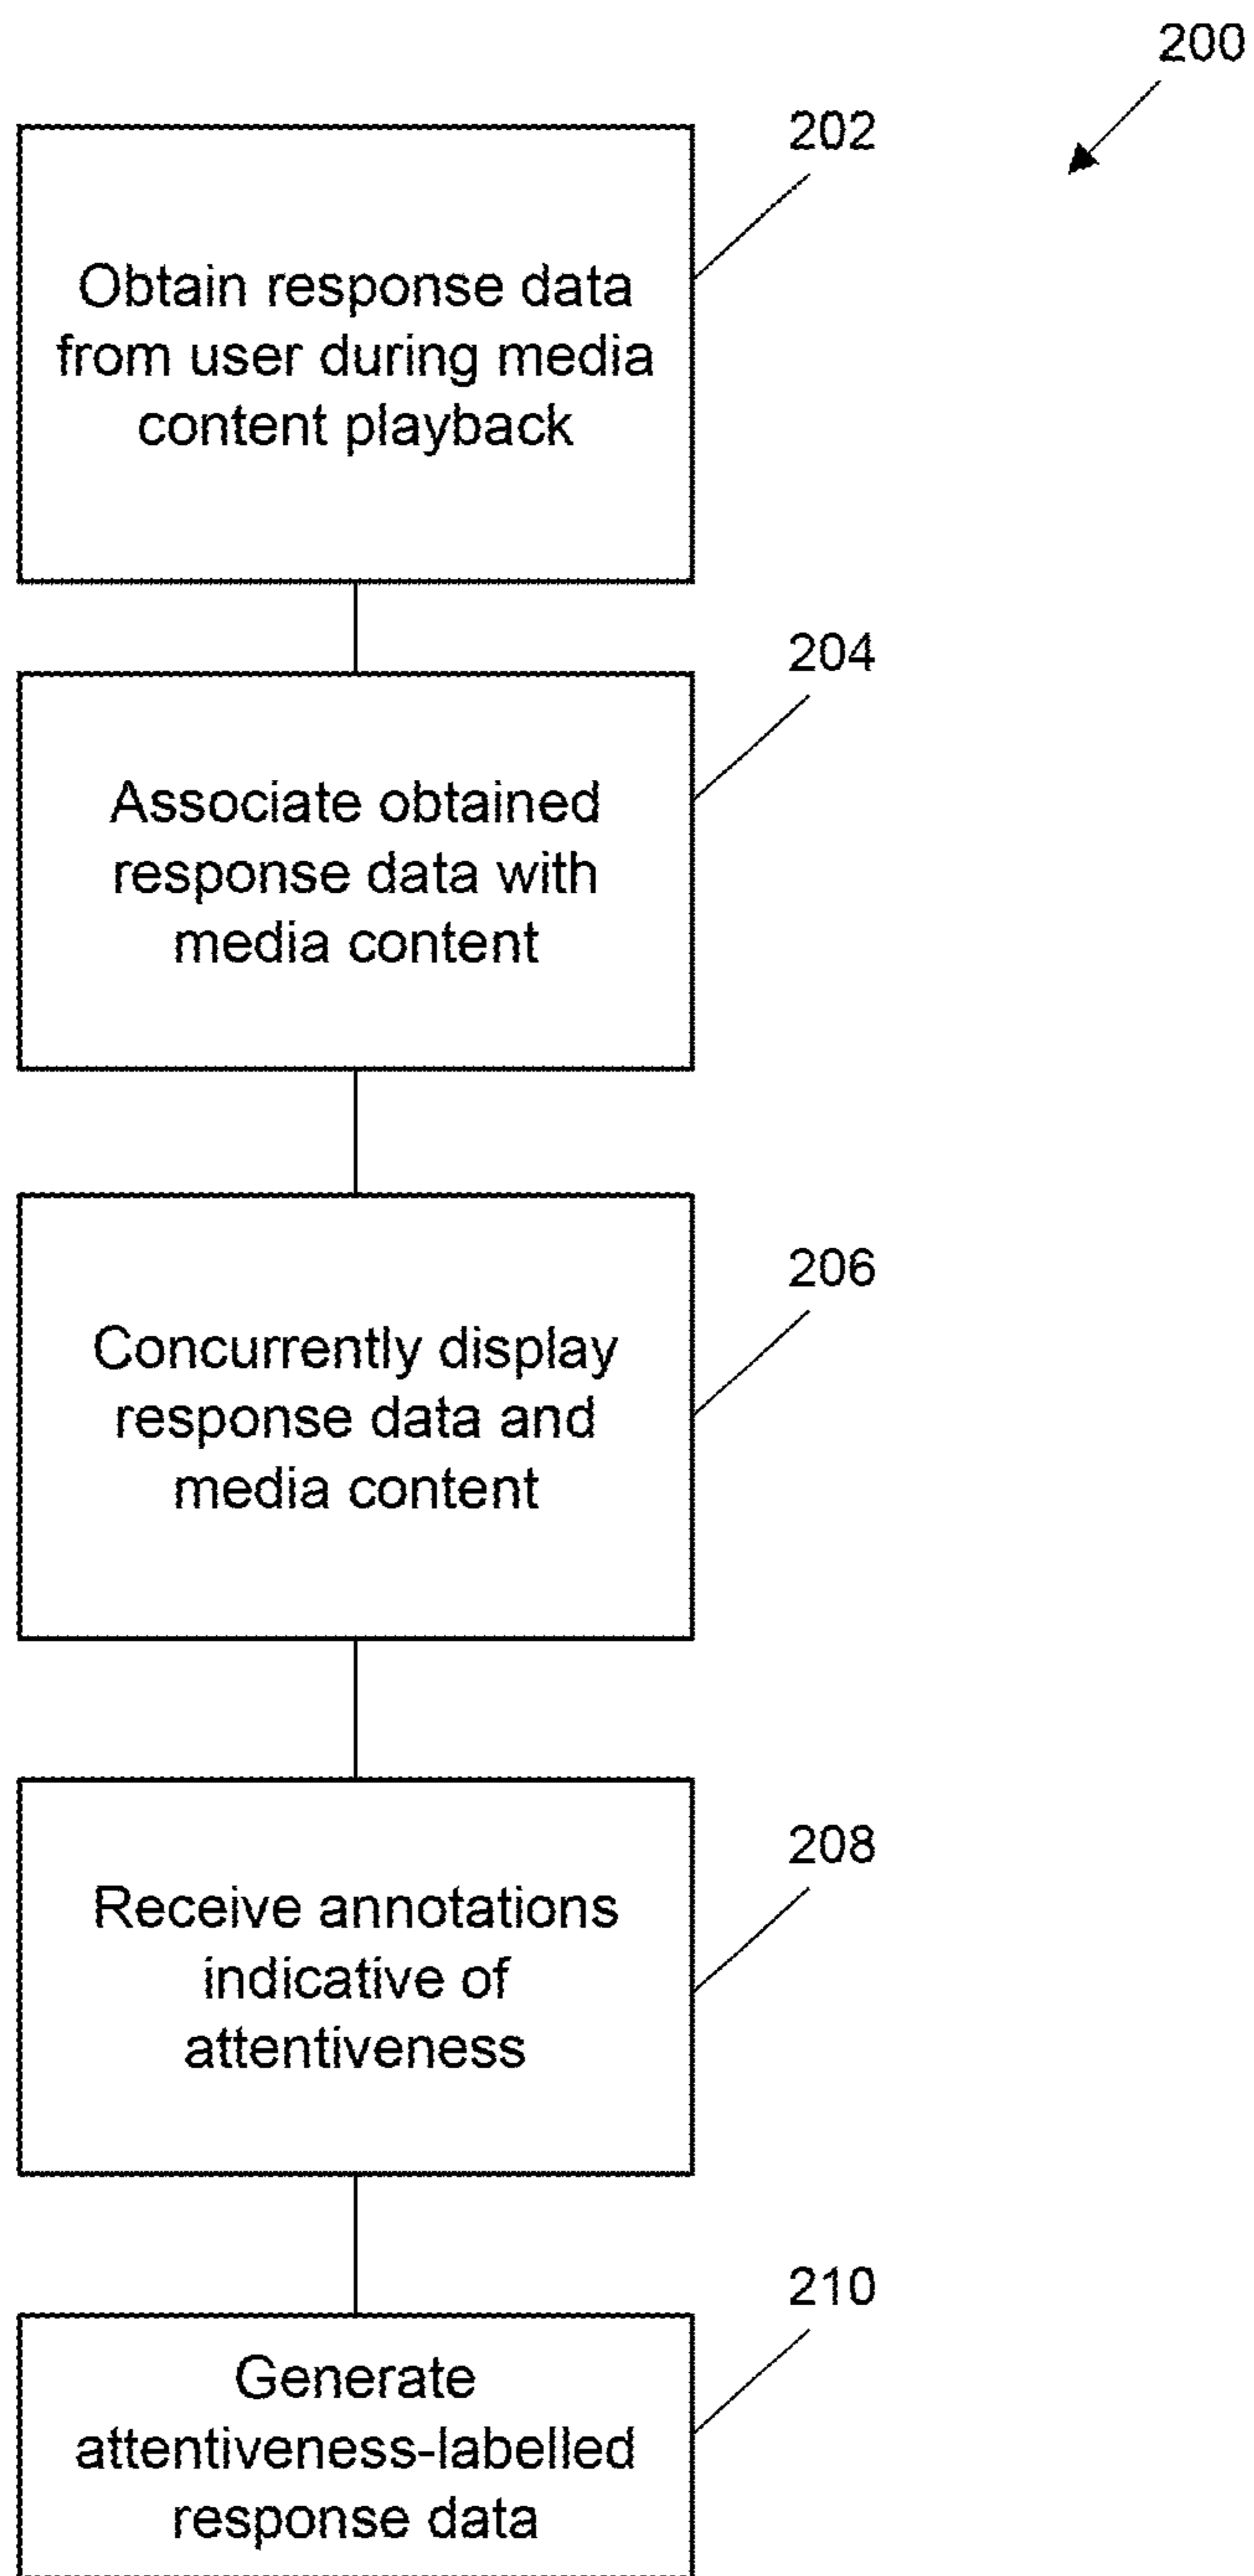 200
202
Obtain response data
from user during media
content playback
204
Associate obtained
response data with
media content
206
Concurrently display
response data and
media content
208
Receive annotations
indicative of
attentiveness
210
Generate
attentiveness-labelled
response data